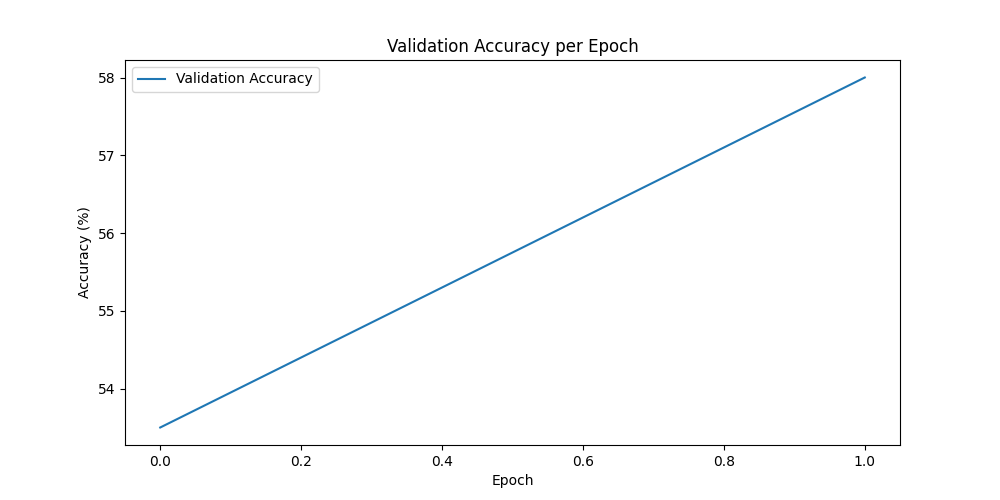 Validation Accuracy per Epoch
Validation Accuracy
58
57
56
55
54
Accuracy (%)
0.0 0.2 0.4 0.6 0.8 1.0
Epoch